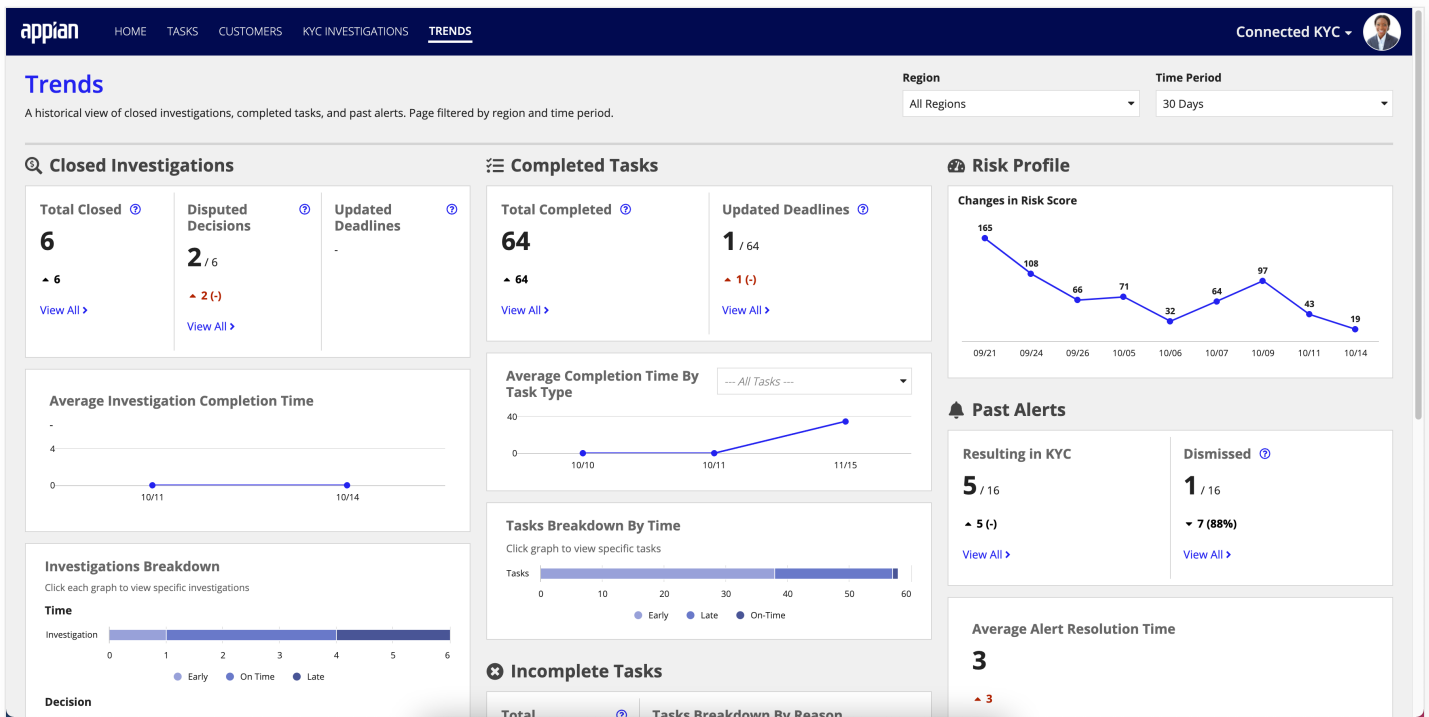 appian
HOME
TASKS
CUSTOMERS
KYC INVESTIGATIONS
TRENDS
Connected KYC
Trends
A historical view of closed investigations, completed tasks, and past alerts. Page filtered by region and time period.
Region
All Regions
Time Period
30 Days
Closed Investigations
Total Closed
6
6
View All
Disputed
Decisions
2 / 6
2 (-)
View All
Updated
Deadlines
-
Average Investigation Completion Time
-
4
0
10/11
10/14
Investigations Breakdown
Click each graph to view specific investigations
Time
Investigation
0 1 2 3 4 5 6
Early On Time Late
Decision
Completed Tasks
Total Completed
64
64
View All
Updated Deadlines
1 / 64
1 (-)
View All
Average Completion Time By
Task Type
--- All Tasks ---
40
0
10/10
10/11
11/15
Tasks Breakdown By Time
Click graph to view specific tasks
Tasks
0 10 20 30 40 50 60
Early Late On-Time
Incomplete Tasks
Total
Tasks Breakdown By Reason
Risk Profile
Changes in Risk Score
165
108
66
71
32
64
97
43
19
09/21 09/24 09/26 10/05 10/06 10/07 10/09 10/11 10/14
Past Alerts
Resulting in KYC
5 / 16
5 (-)
View All
Dismissed
1 / 16
7 (88%)
View All
Average Alert Resolution Time
3
3